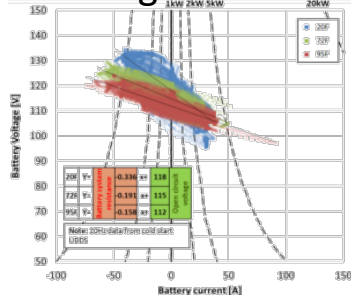 1kW 2kW 5kW 20kW
150
140
130
120
110
100
90
80
70
60
50
Battery Voltage [V]
20F
72F
95F
20F y= -0.336 x+ 118
72F y= -0.191 x+ 115
95F y= -0.158 x+ 112
Battery system resistance
Open circuit voltage
Note: 10Hz data from cold start UDDS
-100 -50 0 50 100 150
Battery current [A]